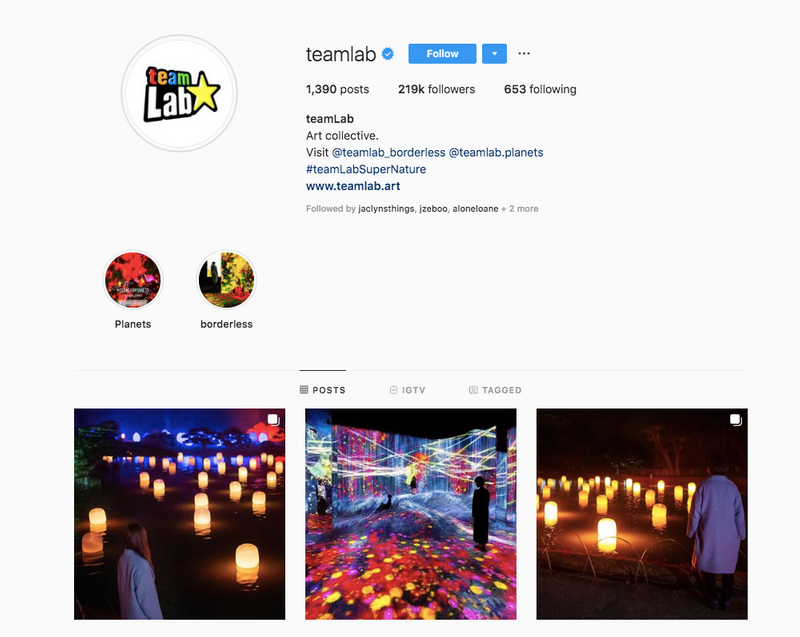 team
Lab
teamlab Follow
1,390 posts 219k followers 653 following
teamLab
Art collective.
Visit @teamlab_borderless @teamlab.planets
#teamLabSuperNature
www.teamlab.art
Followed by jaclynsthings, jzeboo, aloneloane + 2 more
Planets borderless
POSTS IGTV TAGGED